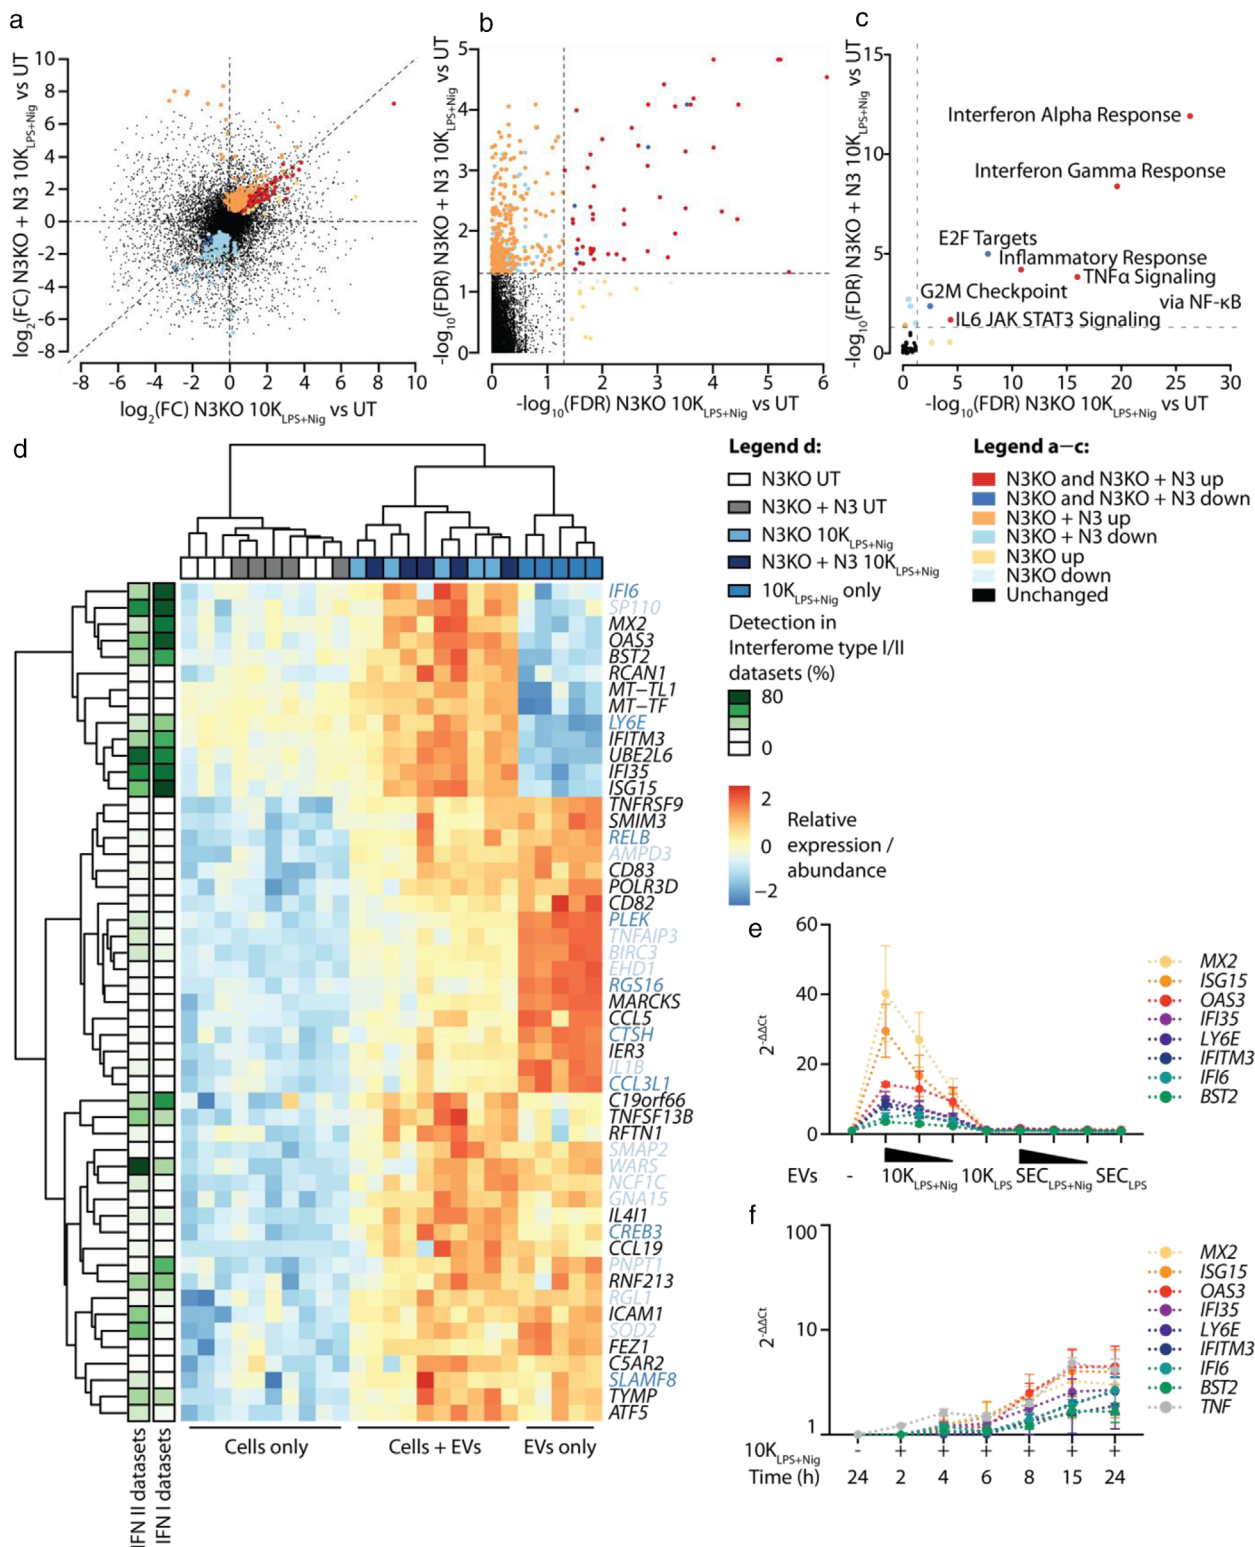 a
log2(FC) N3KO + N3 10KLPS+Nig vs UT
10
8
6
4
2
0
-2
-4
-6
-8
-8 -6 -4 -2 0 2 4 6 8 10
log2(FC) N3KO 10KLPS+Nig vs UT
b
-log10(FDR) N3KO + N3 10KLPS+Nig vs UT
5
4
3
2
1
0
0 1 2 3 4 5 6
-log10(FDR) N3KO 10KLPS+Nig vs UT
c
-log10(FDR) N3KO + N3 10KLPS+Nig vs UT
15
10
5
0
Interferon Alpha Response
Interferon Gamma Response
E2F Targets
Inflammatory Response
TNFα Signaling
via NF-κB
G2M Checkpoint
IL6 JAK STAT3 Signaling
0 5 10 15 20 25 30
-log10(FDR) N3KO 10KLPS+Nig vs UT
d
IFI6
SP110
MX2
OAS3
BST2
RCAN1
MT−TL1
MT−TF
LY6E
IFITM3
UBE2L6
IFI35
ISG15
TNFRSF9
SMIM3
RELB
AMPD3
CD83
POLR3D
CD82
PLEK
TNFAIP3
BIRC3
EHD1
RGS16
MARCKS
CCL5
CTSH
IER3
IL1B
CCL3L1
C19orf66
TNFSF13B
RFTN1
SMAP2
WARS
NCF1C
GNA15
IL4I1
CREB3
CCL19
PNPT1
RNF213
RGL1
ICAM1
SOD2
FEZ1
C5AR2
SLAMF8
TYMP
ATF5
IFN II datasets
IFN I datasets
Cells only
Cells + EVs
EVs only
Legend d:
N3KO UT
N3KO + N3 UT
N3KO 10KLPS+Nig
N3KO + N3 10KLPS+Nig
10KLPS+Nig only
Detection in
Interferome type I/II
datasets (%)
80
0
2
0
−2
Relative
expression /
abundance
Legend a−c:
N3KO and N3KO + N3 up
N3KO and N3KO + N3 down
N3KO + N3 up
N3KO + N3 down
N3KO up
N3KO down
Unchanged
e
2-ΔΔCt
60
40
20
0
EVs - 10KLPS+Nig 10KLPS SECLPS+Nig SECLPS
MX2
ISG15
OAS3
IFI35
LY6E
IFITM3
IFI6
BST2
f
2-ΔΔCt
100
10
1
10KLPS+Nig - + + + + + +
Time (h) 24 2 4 6 8 15 24
MX2
ISG15
OAS3
IFI35
LY6E
IFITM3
IFI6
BST2
TNF